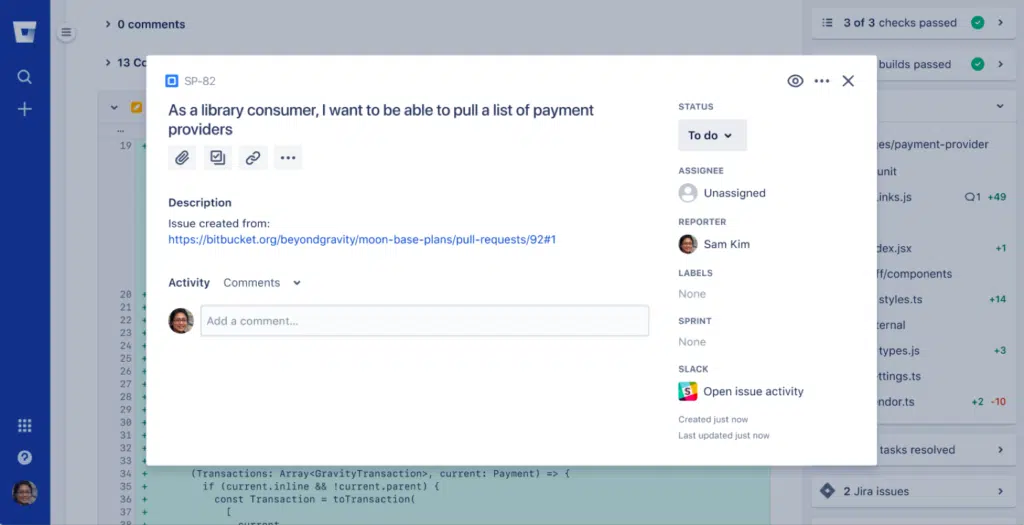 0 comments
13 Co
3 of 3 checks passed
builds passed
SP-82
As a library consumer, I want to be able to pull a list of payment
providers
Description
Issue created from:
https://bitbucket.org/beyondgravity/moon-base-plans/pull-requests/92#1
Activity Comments
Add a comment...
STATUS
To do
ASSIGNEE
Unassigned
REPORTER
Sam Kim
LABELS
None
SPRINT
None
SLACK
Open issue activity
Created just now
Last updated just now
...
19 +
20 +
21 +
22 +
23 +
24 +
25 +
26 +
27 +
28 +
29 +
30 +
31 +
32 +
33 +
34 + (Transactions: Array<GravityTransaction>, current: Payment) => {
35 + if (current.inline && !current.parent) {
36 + const Transaction = toTransaction(
37 + [
38 + current
es/payment-provider
unit
inks.js 1 +49
dex.jsx +1
ff/components
styles.ts +14
ternal
types.js +3
ettings.ts
endor.ts +2 -10
tasks resolved
2 Jira issues